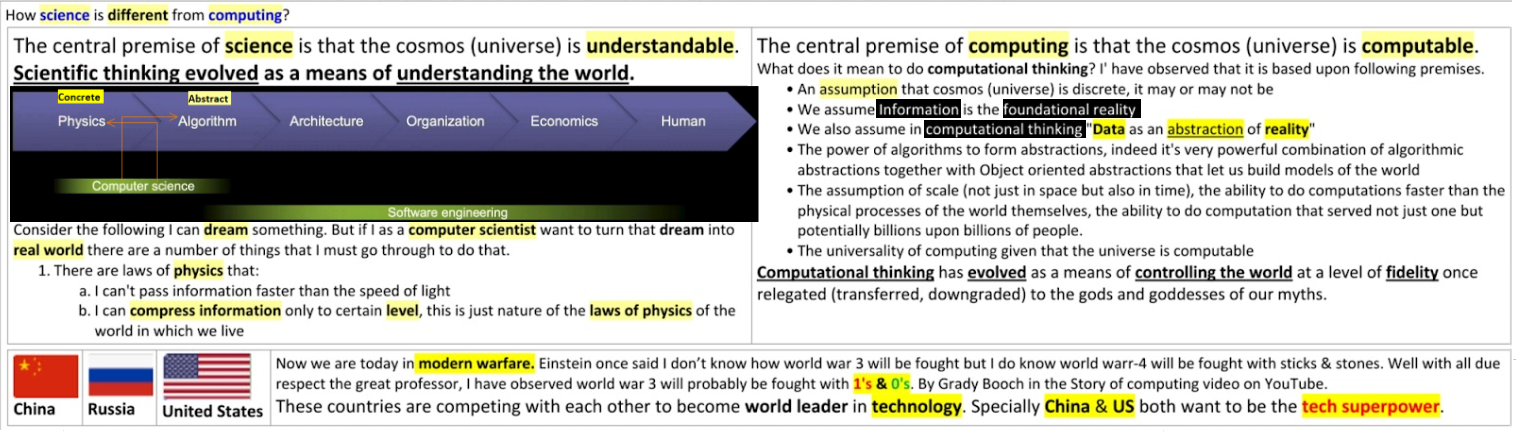 How science is different from computing?
The central premise of science is that the cosmos (universe) is understandable.
Scientific thinking evolved as a means of understanding the world.
Concrete
Abstract
Physics
Algorithm
Architecture
Organization
Economics
Human
Computer science
Software engineering
Consider the following I can dream something. But if I as a computer scientist want to turn that dream into
real world there are a number of things that I must go through to do that.
1. There are laws of physics that:
a. I can't pass information faster than the speed of light
b. I can compress information only to certain level, this is just nature of the laws of physics of the
world in which we live
The central premise of computing is that the cosmos (universe) is computable.
What does it mean to do computational thinking? I' have observed that it is based upon following premises.
• An assumption that cosmos (universe) is discrete, it may or may not be
• We assume Information is the foundational reality
• We also assume in computational thinking "Data as an abstraction of reality"
• The power of algorithms to form abstractions, indeed it's very powerful combination of algorithmic
abstractions together with Object oriented abstractions that let us build models of the world
• The assumption of scale (not just in space but also in time), the ability to do computations faster than the
physical processes of the world themselves, the ability to do computation that served not just one but
potentially billions upon billions of people.
• The universality of computing given that the universe is computable
Computational thinking has evolved as a means of controlling the world at a level of fidelity once
relegated (transferred, downgraded) to the gods and goddesses of our myths.
China
Russia
United States
Now we are today in modern warfare. Einstein once said I don't know how world war 3 will be fought but I do know world warr-4 will be fought with sticks & stones. Well with all due
respect the great professor, I have observed world war 3 will probably be fought with 1's & 0's. By Grady Booch in the Story of computing video on YouTube.
These countries are competing with each other to become world leader in technology. Specially China & US both want to be the tech superpower.